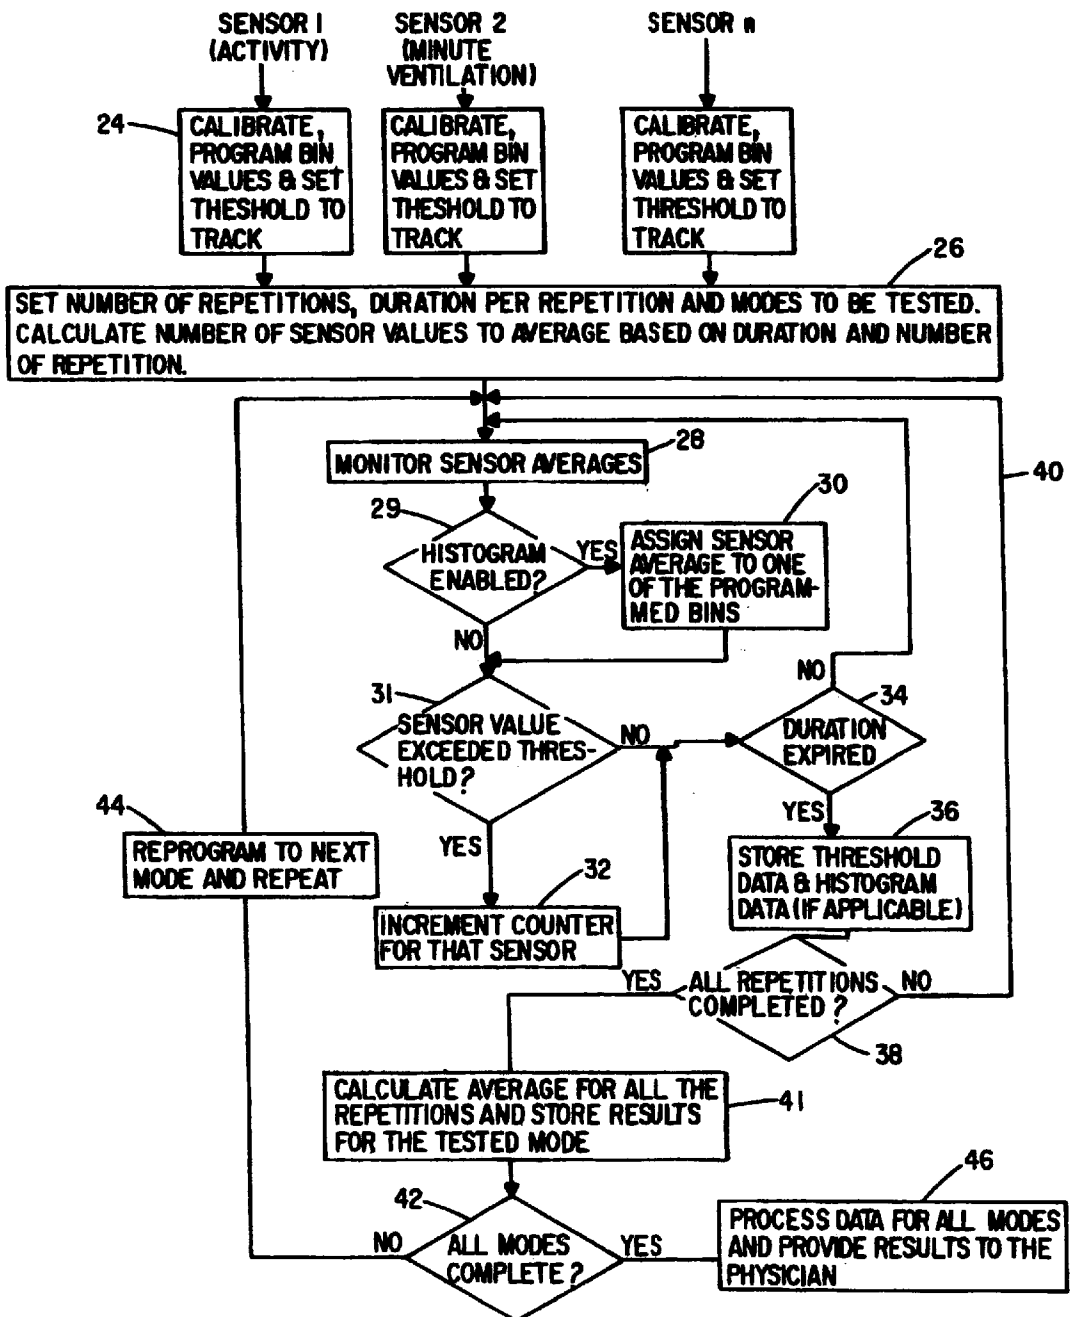 SENSOR 1
(ACTIVITY)
SENSOR 2
(MINUTE
VENTILATION)
SENSOR n
24
CALIBRATE,
PROGRAM BIN
VALUES & SET
THESHOLD TO
TRACK
CALIBRATE,
PROGRAM BIN
VALUES & SET
THESHOLD TO
TRACK
CALIBRATE,
PROGRAM BIN
VALUES & SET
THRESHOLD TO
TRACK
26
SET NUMBER OF REPETITIONS, DURATION PER REPETITION AND MODES TO BE TESTED.
CALCULATE NUMBER OF SENSOR VALUES TO AVERAGE BASED ON DURATION AND NUMBER
OF REPETITION.
28
MONITOR SENSOR AVERAGES
40
29
HISTOGRAM
ENABLED?
YES
30
ASSIGN SENSOR
AVERAGE TO ONE
OF THE PROGRAM-
MED BINS
NO
31
SENSOR VALUE
EXCEEDED THRES-
HOLD?
NO
NO
34
DURATION
EXPIRED
YES
YES
44
REPROGRAM TO NEXT
MODE AND REPEAT
36
STORE THRESHOLD
DATA & HISTOGRAM
DATA (IF APPLICABLE)
32
INCREMENT COUNTER
FOR THAT SENSOR
YES
ALL REPETITIONS
COMPLETED?
NO
38
CALCULATE AVERAGE FOR ALL THE
REPETITIONS AND STORE RESULTS
FOR THE TESTED MODE
41
42
NO
ALL MODES
COMPLETE?
YES
46
PROCESS DATA FOR ALL MODES
AND PROVIDE RESULTS TO THE
PHYSICIAN